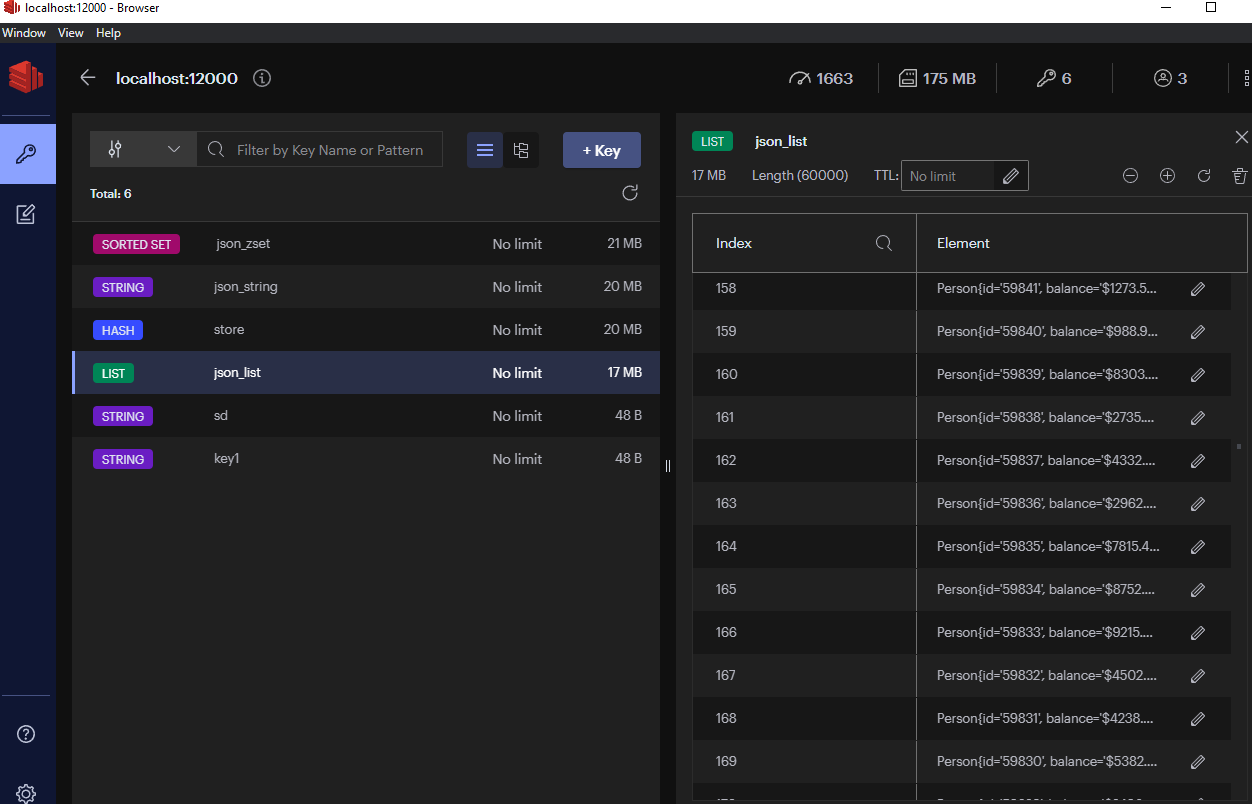 localhost:12000 - Browser
Window View Help
localhost:12000 1663 175 MB 6 3
Filter by Key Name or Pattern + Key
Total: 6
SORTED SET json_zset No limit 21 MB
STRING json_string No limit 20 MB
HASH store No limit 20 MB
LIST json_list No limit 17 MB
STRING sd No limit 48 B
STRING key1 No limit 48 B
LIST json_list
17 MB Length (60000) TTL: No limit
Index Element
158 Person{id='59841', balance='$1273.5...
159 Person{id='59840', balance='$988.9...
160 Person{id='59839', balance='$8303....
161 Person{id='59838', balance='$2735....
162 Person{id='59837', balance='$4332....
163 Person{id='59836', balance='$2962....
164 Person{id='59835', balance='$7815.4...
165 Person{id='59834', balance='$8752....
166 Person{id='59833', balance='$9215....
167 Person{id='59832', balance='$4502....
168 Person{id='59831', balance='$4238....
169 Person{id='59830', balance='$5382....